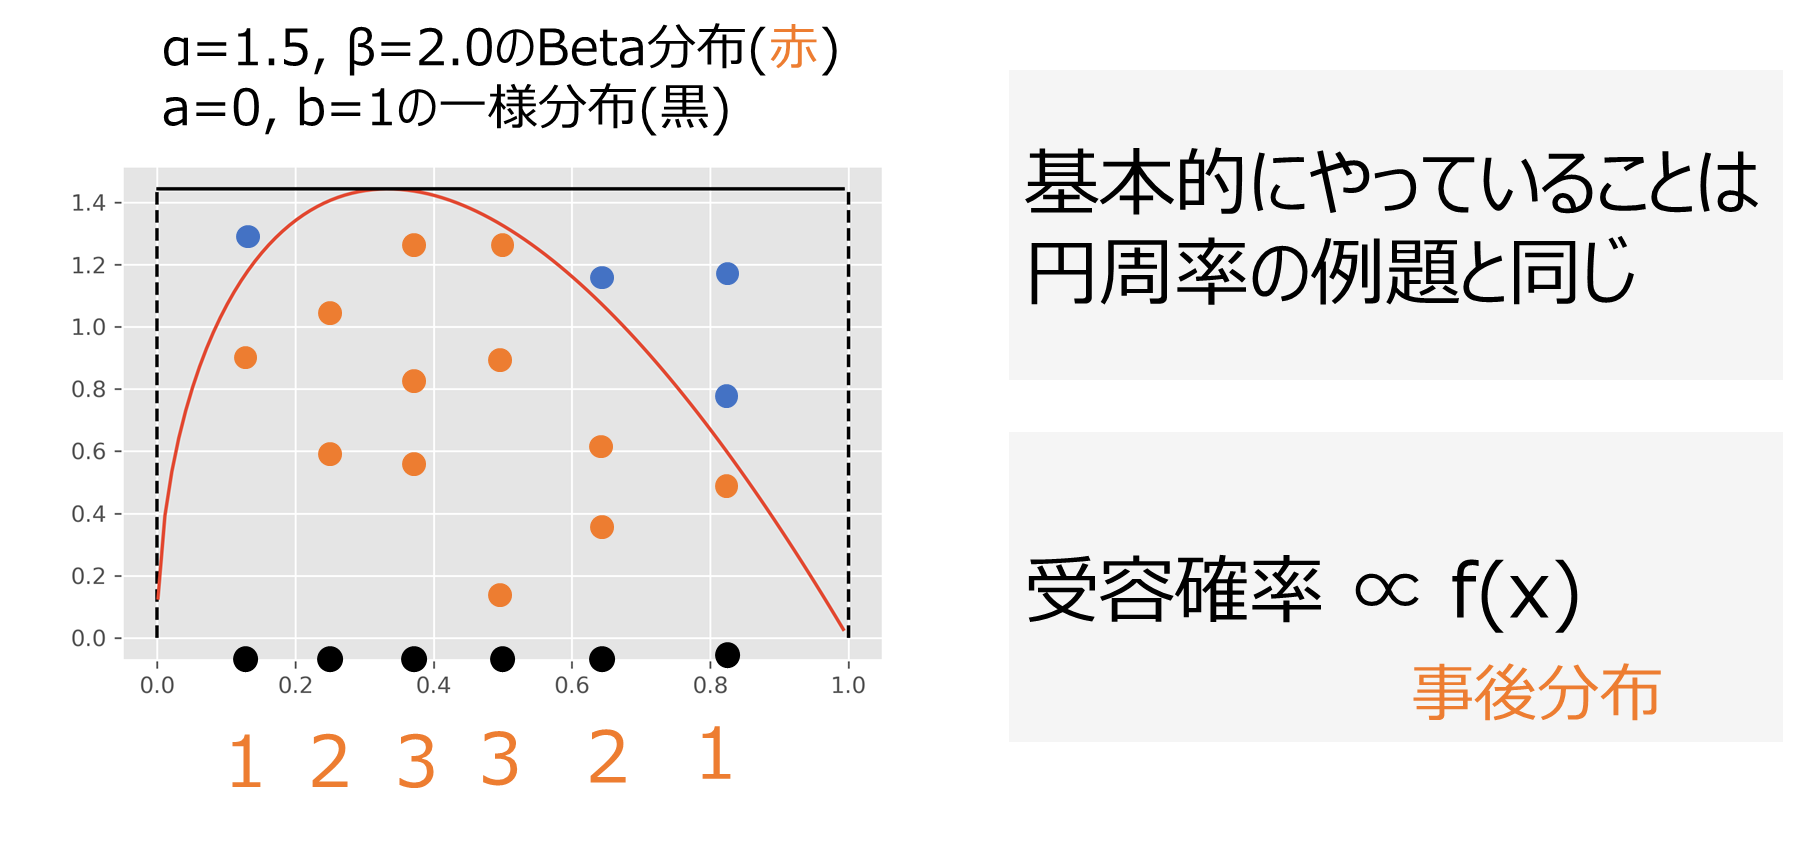 α=1.5, β=2.0のBeta分布(赤)
a=0, b=1の一様分布(黒)
1.4
1.2
1.0
0.8
0.6
0.4
0.2
0.0
0.0 0.2 0.4 0.6 0.8 1.0
1 2 3 3 2 1
基本的にやっていることは
円周率の例題と同じ
受容確率 ∝ f(x)
事後分布